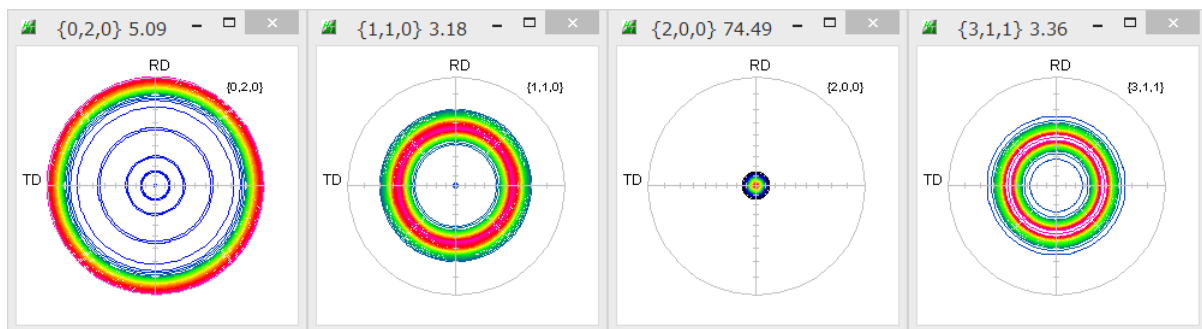 {0,2,0} 5.09
RD
{0,2,0}
TD
{1,1,0} 3.18
RD
{1,1,0}
TD
{2,0,0} 74.49
RD
{2,0,0}
TD
{3,1,1} 3.36
RD
{3,1,1}
TD